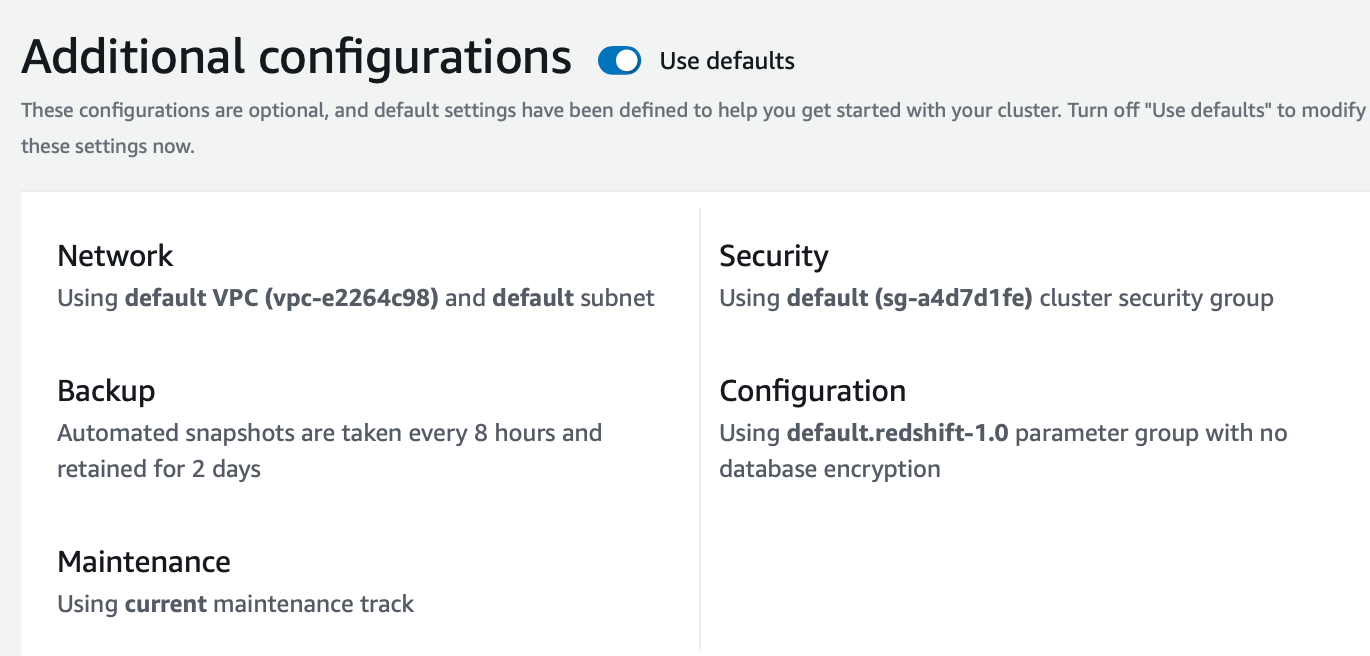 Additional configurations
Use defaults
These configurations are optional, and default settings have been defined to help you get started with your cluster. Turn off "Use defaults" to modify
these settings now.
Network
Using default VPC (vpc-e2264c98) and default subnet
Backup
Automated snapshots are taken every 8 hours and
retained for 2 days
Maintenance
Using current maintenance track
Security
Using default (sg-a4d7d1fe) cluster security group
Configuration
Using default.redshift-1.0 parameter group with no
database encryption